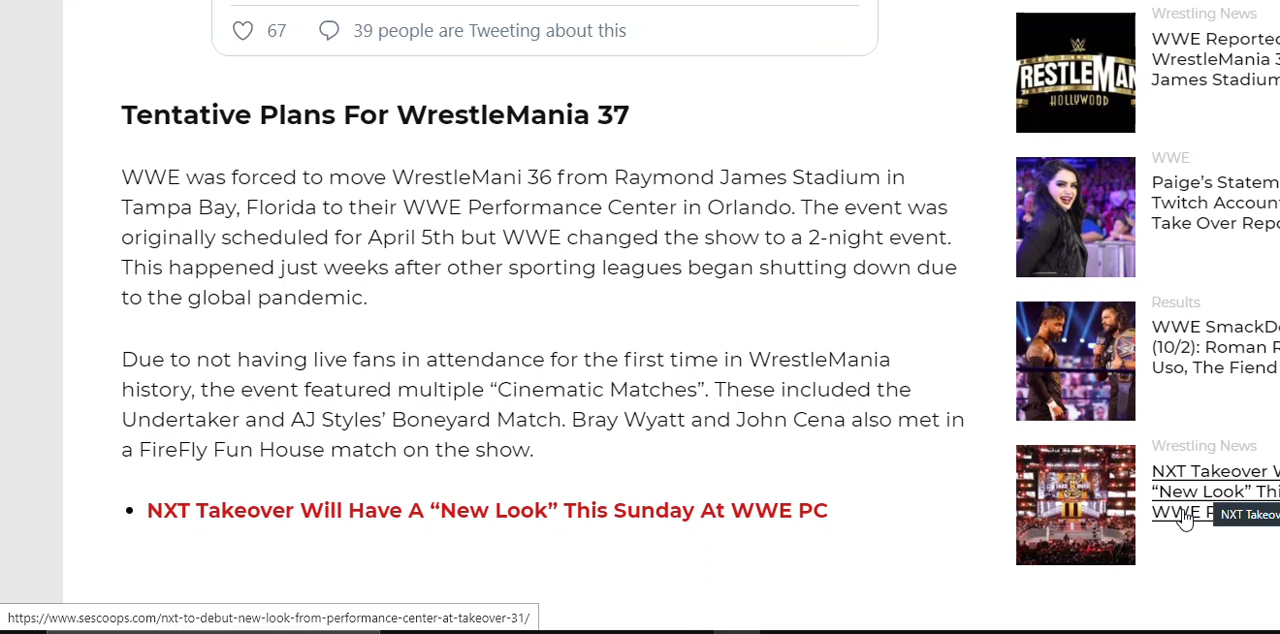 67
39 people are Tweeting about this
Tentative Plans For WrestleMania 37
WWE was forced to move WrestleMani 36 from Raymond James Stadium in
Tampa Bay, Florida to their WWE Performance Center in Orlando. The event was
originally scheduled for April 5th but WWE changed the show to a 2-night event.
This happened just weeks after other sporting leagues began shutting down due
to the global pandemic.
Due to not having live fans in attendance for the first time in WrestleMania
history, the event featured multiple “Cinematic Matches”. These included the
Undertaker and AJ Styles’ Boneyard Match. Bray Wyatt and John Cena also met in
a FireFly Fun House match on the show.
• NXT Takeover Will Have A “New Look” This Sunday At WWE PC
Wrestling News
WWE Reported
WrestleMania 3
James Stadium
RESTLEMAN
HOLLYWOOD
WWE
Paige’s Statem
Twitch Account
Take Over Repo
Results
WWE SmackDo
(10/2): Roman R
Uso, The Fiend
Wrestling News
NXT Takeover W
“New Look” Thi
WWE P
NXT Takeov
https://www.sescoops.com/nxt-to-debut-new-look-from-performance-center-at-takeover-31/